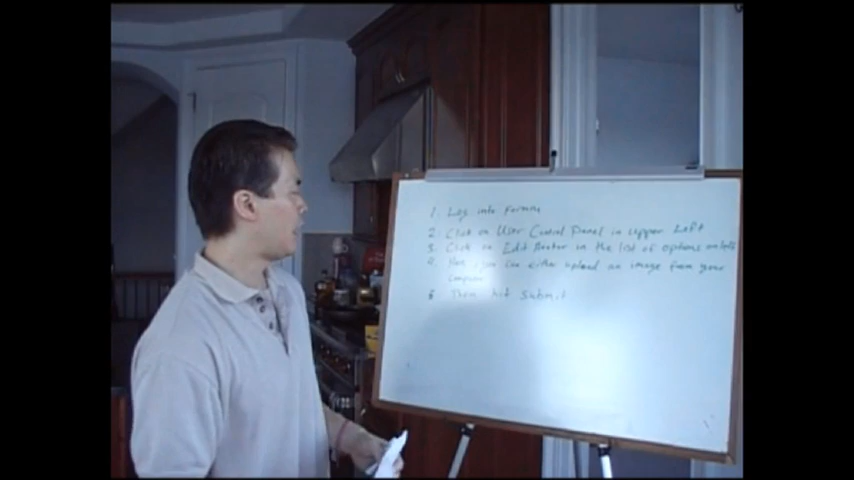 1. Log into forums
2. Click on User Control Panel in Upper Left
3. Click on Edit Avatar in the list of options on left
4. you can either upload an image from your
computer
5 Then hit submit